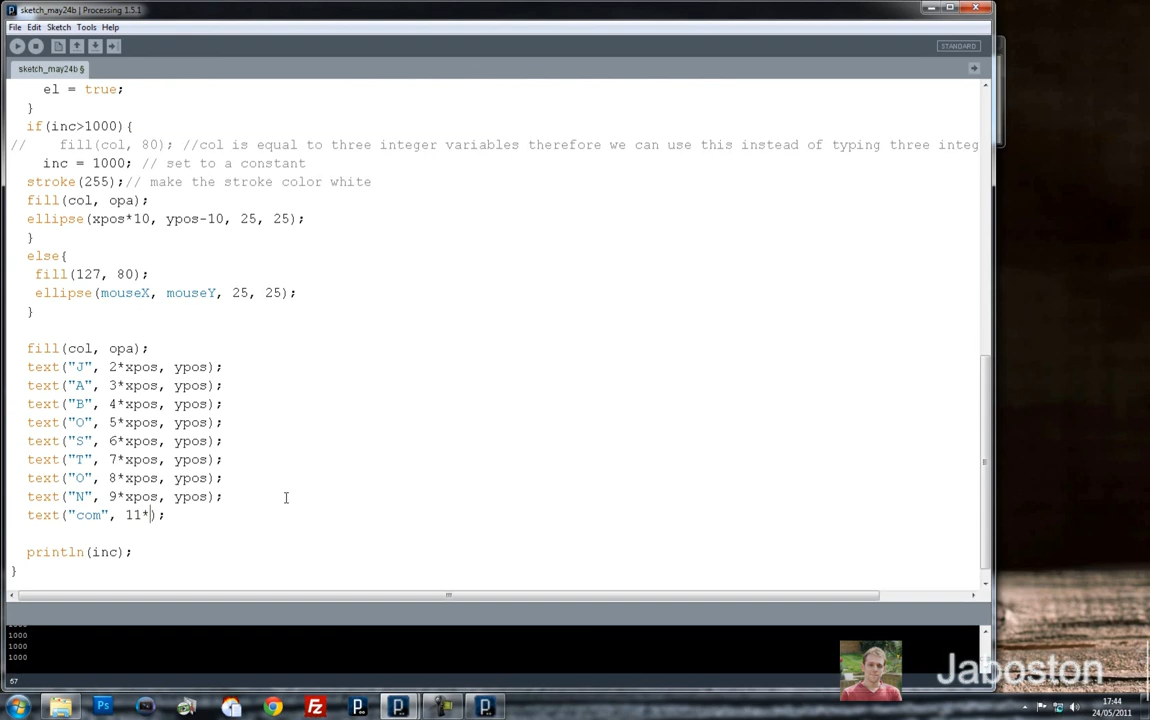 sketch_may24b | Processing 1.5.1
File Edit Sketch Tools Help
STANDARD
sketch_may24b §
el = true;
}
if(inc>1000){
// fill(col, 80); //col is equal to three integer variables therefore we can use this instead of typing three integ
inc = 1000; // set to a constant
stroke(255);// make the stroke color white
fill(col, opa);
ellipse(xpos*10, ypos-10, 25, 25);
}
else{
fill(127, 80);
ellipse(mouseX, mouseY, 25, 25);
}
fill(col, opa);
text("J", 2*xpos, ypos);
text("A", 3*xpos, ypos);
text("B", 4*xpos, ypos);
text("O", 5*xpos, ypos);
text("S", 6*xpos, ypos);
text("T", 7*xpos, ypos);
text("O", 8*xpos, ypos);
text("N", 9*xpos, ypos);
text("com", 11*);
println(inc);
}
1000
1000
1000
67
Jaboston
Ps
Fz
17:44
24/05/2011